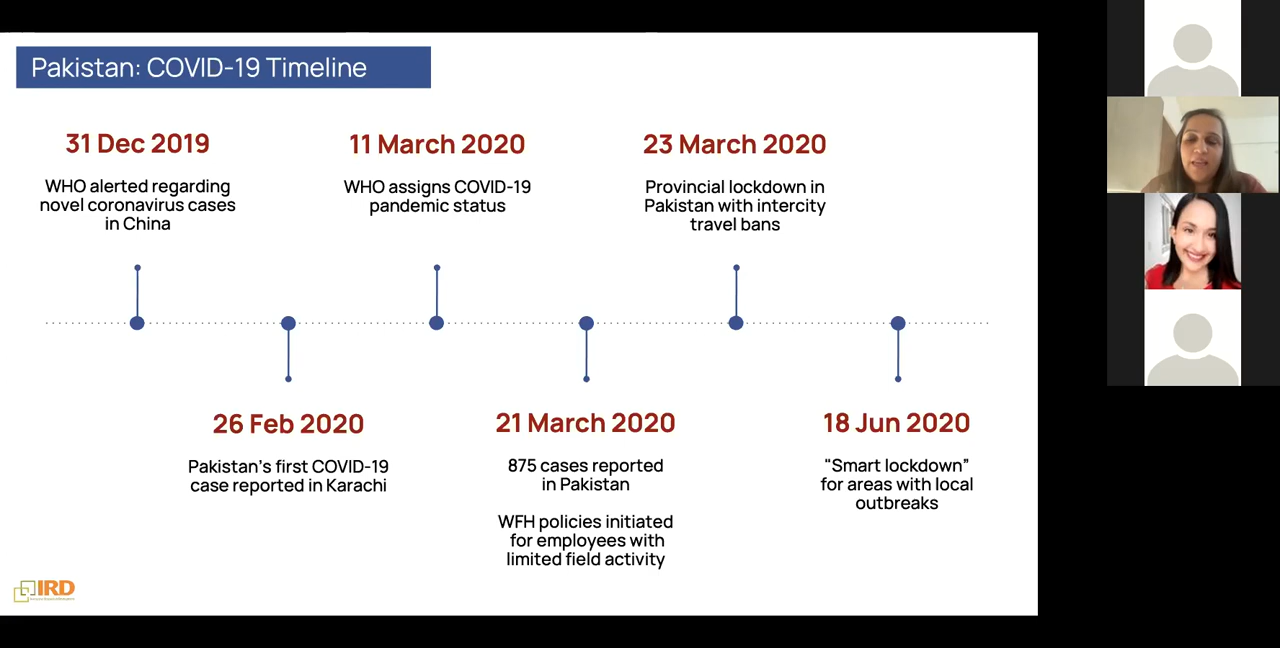 Pakistan: COVID-19 Timeline
31 Dec 2019
WHO alerted regarding
novel coronavirus cases
in China
11 March 2020
WHO assigns COVID-19
pandemic status
23 March 2020
Provincial lockdown in
Pakistan with intercity
travel bans
26 Feb 2020
Pakistan's first COVID-19
case reported in Karachi
21 March 2020
875 cases reported
in Pakistan
WFH policies initiated
for employees with
limited field activity
18 Jun 2020
"Smart lockdown"
for areas with local
outbreaks
IRD